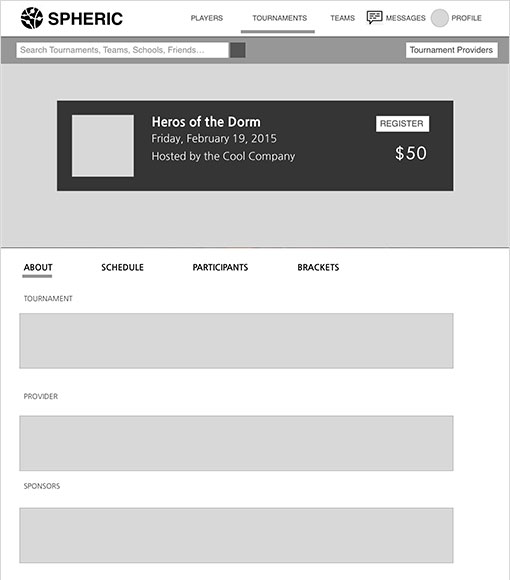 SPHERIC
PLAYERS TOURNAMENTS TEAMS MESSAGES PROFILE
Search Tournaments, Teams, Schools, Friends... Tournament Providers
Heros of the Dorm
REGISTER
Friday, February 19, 2015
Hosted by the Cool Company
$50
ABOUT SCHEDULE PARTICIPANTS BRACKETS
TOURNAMENT
PROVIDER
SPONSORS